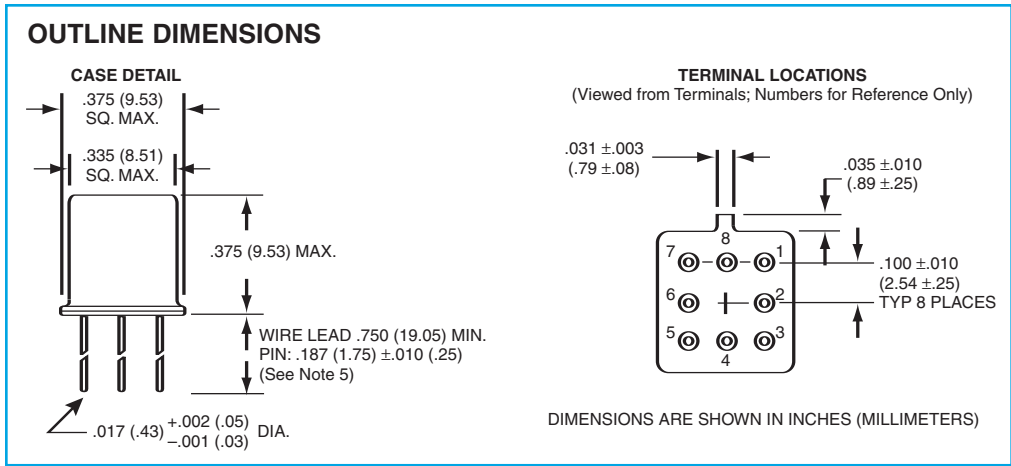 OUTLINE DIMENSIONS
CASE DETAIL
.375 (9.53)
SQ. MAX.
.335 (8.51)
SQ. MAX.
.375 (9.53) MAX.
WIRE LEAD .750 (19.05) MIN.
PIN: .187 (1.75) ±.010 (.25)
(See Note 5)
.017 (.43) +.002 (.05) –.001 (.03) DIA.
TERMINAL LOCATIONS
(Viewed from Terminals; Numbers for Reference Only)
.031 ±.003
(.79 ±.08)
.035 ±.010
(.89 ±.25)
7 8 1
6 2
5 4 3
.100 ±.010
(2.54 ±.25)
TYP 8 PLACES
DIMENSIONS ARE SHOWN IN INCHES (MILLIMETERS)